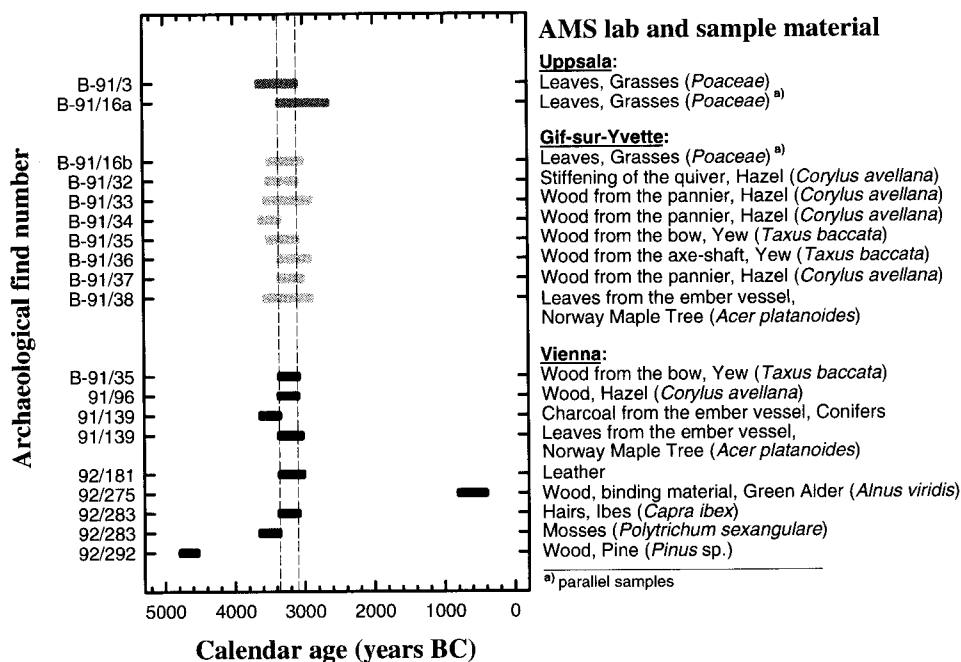 AMS lab and sample material
Uppsala:
B-91/3 Leaves, Grasses (Poaceae)
B-91/16a Leaves, Grasses (Poaceae) a)
Gif-sur-Yvette:
B-91/16b Leaves, Grasses (Poaceae) a)
B-91/32 Stiffening of the quiver, Hazel (Corylus avellana)
B-91/33 Wood from the pannier, Hazel (Corylus avellana)
B-91/34 Wood from the pannier, Hazel (Corylus avellana)
B-91/35 Wood from the bow, Yew (Taxus baccata)
B-91/36 Wood from the axe-shaft, Yew (Taxus baccata)
B-91/37 Wood from the pannier, Hazel (Corylus avellana)
B-91/38 Leaves from the ember vessel,
Norway Maple Tree (Acer platanoides)
Vienna:
B-91/35 Wood from the bow, Yew (Taxus baccata)
91/96 Wood, Hazel (Corylus avellana)
91/139 Charcoal from the ember vessel, Conifers
91/139 Leaves from the ember vessel,
Norway Maple Tree (Acer platanoides)
92/181 Leather
92/275 Wood, binding material, Green Alder (Alnus viridis)
92/283 Hairs, Ibes (Capra ibex)
92/283 Mosses (Polytrichum sexangulare)
92/292 Wood, Pine (Pinus sp.)
a) parallel samples
Archaeological find number
5000 4000 3000 2000 1000 0
Calendar age (years BC)